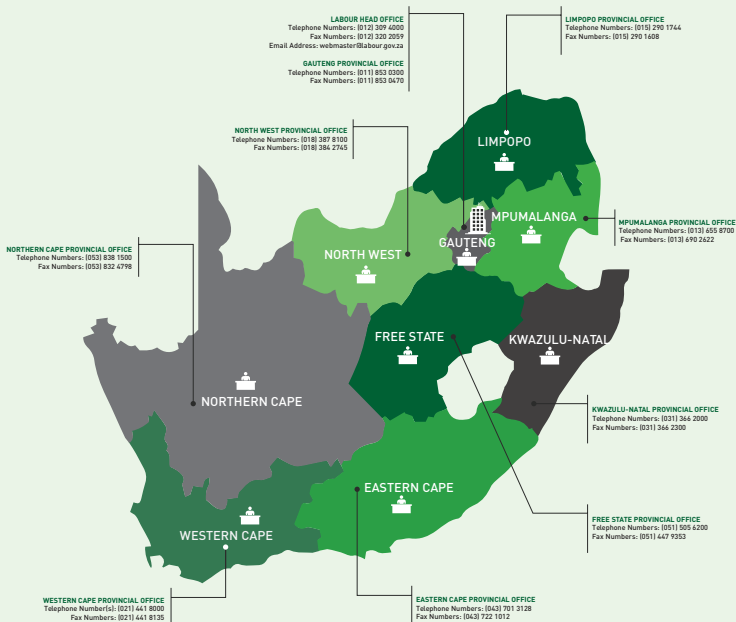 LABOUR HEAD OFFICE
Telephone Numbers: (012) 309 4000
Fax Numbers: (012) 320 2059
Email Address: webmaster@labour.gov.za
GAUTENG PROVINCIAL OFFICE
Telephone Numbers: (011) 853 0300
Fax Numbers: (011) 853 0470
LIMPOPO PROVINCIAL OFFICE
Telephone Numbers: (015) 290 1744
Fax Numbers: (015) 290 1608
NORTH WEST PROVINCIAL OFFICE
Telephone Numbers: (018) 387 8100
Fax Numbers: (018) 384 2745
LIMPOPO
MPUMALANGA
MPUMALANGA PROVINCIAL OFFICE
Telephone Numbers: (013) 655 8700
Fax Numbers: (013) 690 2622
NORTHERN CAPE PROVINCIAL OFFICE
Telephone Numbers: (053) 838 1500
Fax Numbers: (053) 832 4798
NORTH WEST
GAUTENG
FREE STATE
KWAZULU-NATAL
NORTHERN CAPE
KWAZULU-NATAL PROVINCIAL OFFICE
Telephone Numbers: (031) 366 2000
Fax Numbers: (031) 366 2300
EASTERN CAPE
WESTERN CAPE
FREE STATE PROVINCIAL OFFICE
Telephone Numbers: (051) 505 6200
Fax Numbers: (051) 447 9353
WESTERN CAPE PROVINCIAL OFFICE
Telephone Number(s): (021) 441 8000
Fax Numbers: (021) 441 8135
EASTERN CAPE PROVINCIAL OFFICE
Telephone Numbers: (043) 701 3128
Fax Numbers: (043) 722 1012